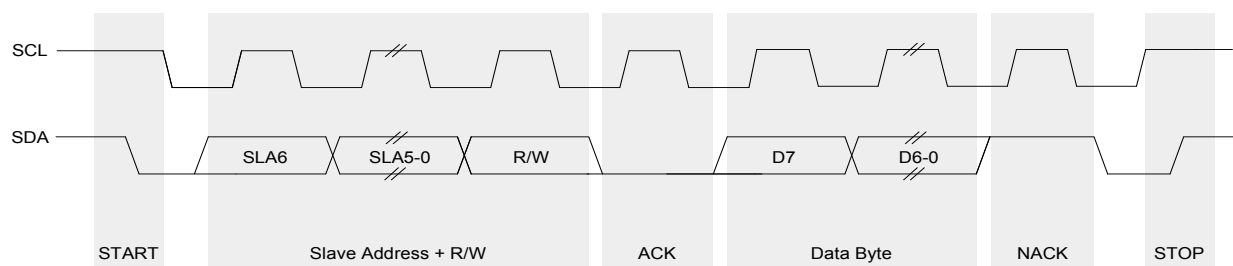 SCL
SDA
SLA6 SLA5-0 R/W D7 D6-0
START Slave Address + R/W ACK Data Byte NACK STOP